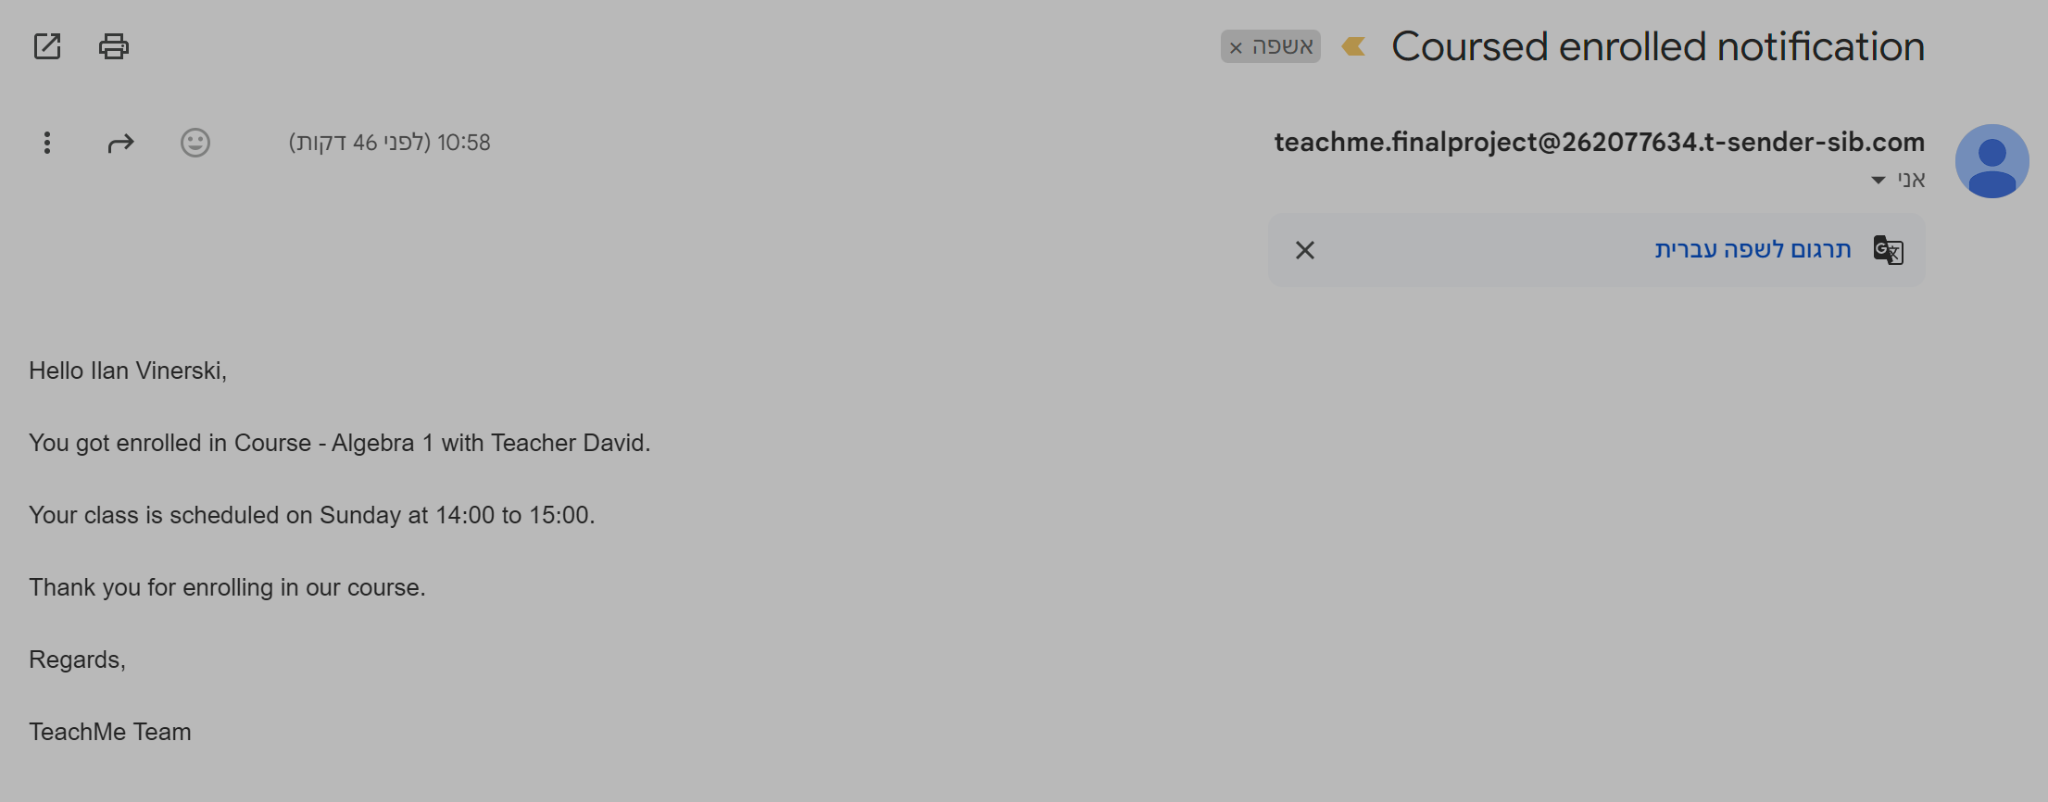 Coursed enrolled notification
אשפה ×
teachme.finalproject@262077634.t-sender-sib.com
10:58 (לפני 46 דקות)
אני
תרגום לשפה עברית
Hello Ilan Vinerski,
You got enrolled in Course - Algebra 1 with Teacher David.
Your class is scheduled on Sunday at 14:00 to 15:00.
Thank you for enrolling in our course.
Regards,
TeachMe Team